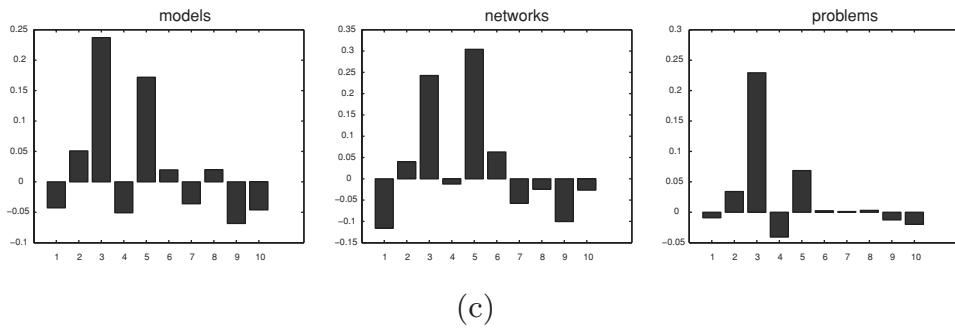 models networks problems
0.25 0.35 0.3
0.2 0.3 0.25
0.15 0.25 0.2
0.1 0.2 0.15
0.05 0.15 0.1
0 0.1 0.05
−0.05 0.05 0
−0.1 0 −0.05
−0.05
−0.1
−0.15
1 2 3 4 5 6 7 8 9 10 1 2 3 4 5 6 7 8 9 10 1 2 3 4 5 6 7 8 9 10
(c)